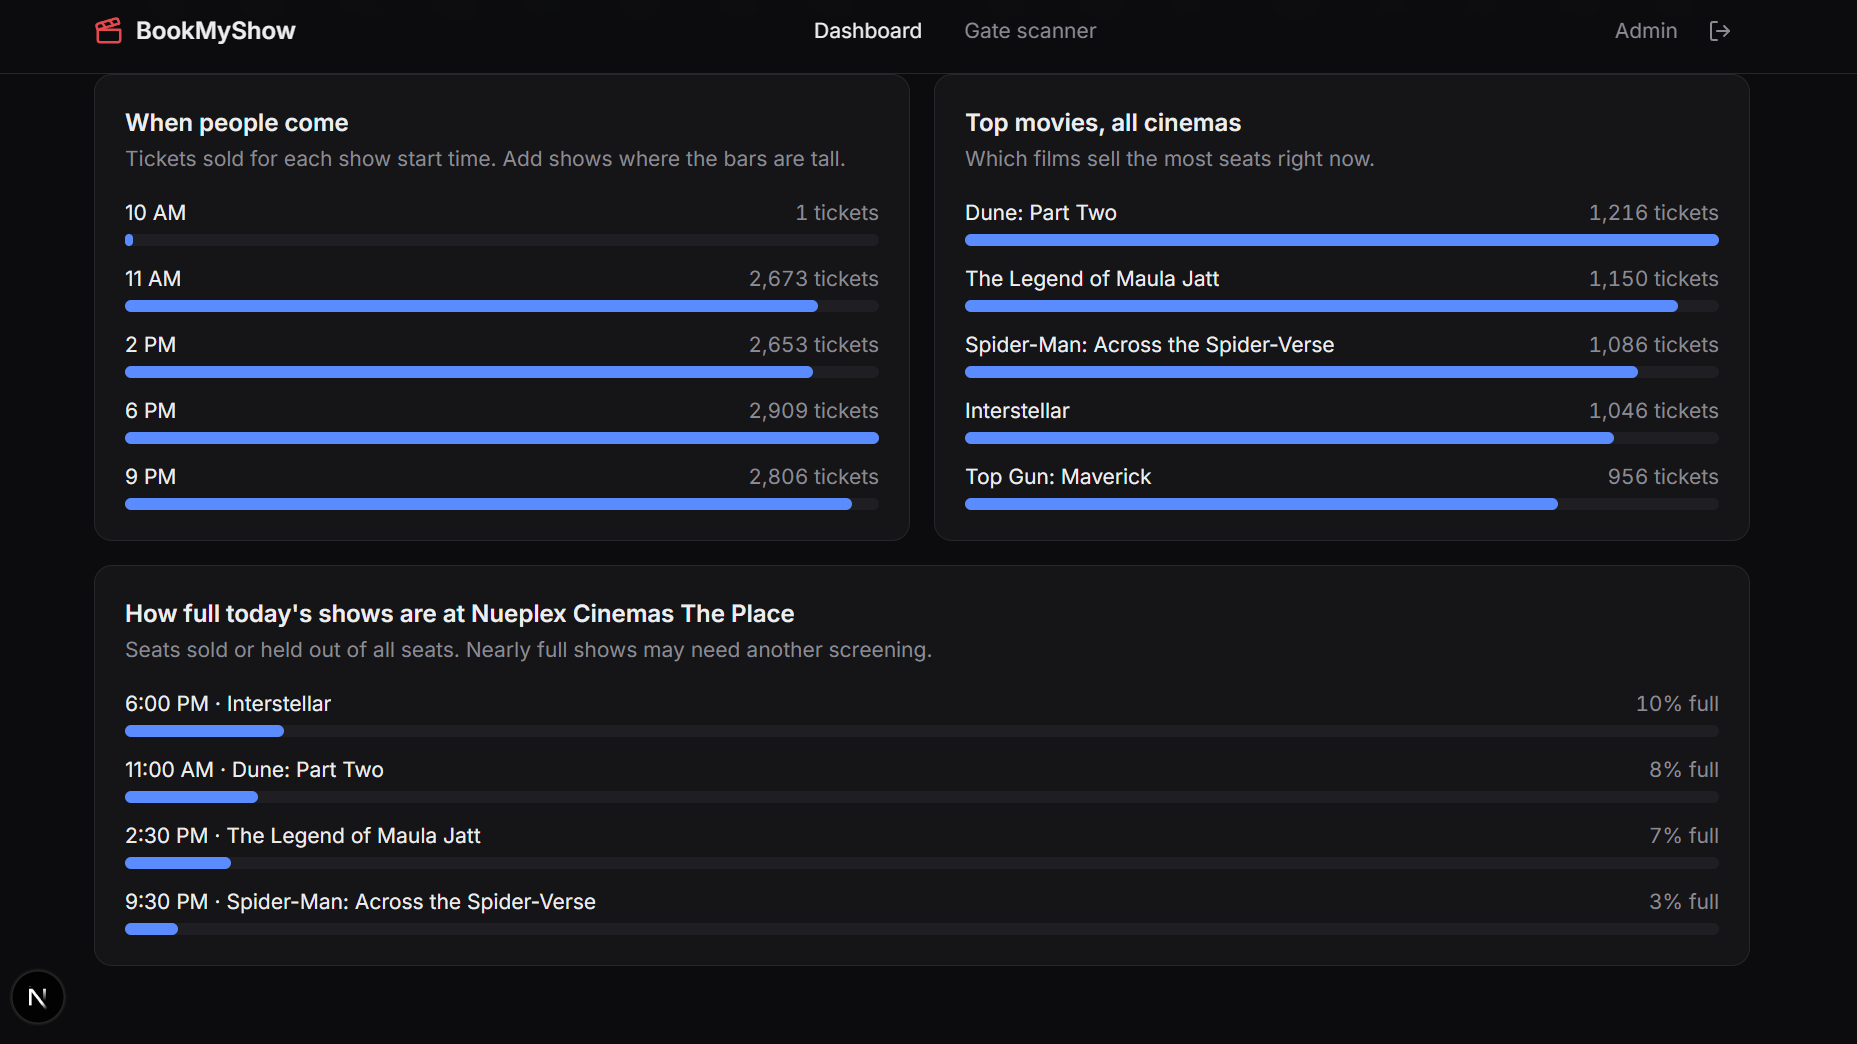 BookMyShow
Dashboard
Gate scanner
Admin
When people come
Tickets sold for each show start time. Add shows where the bars are tall.
10 AM 1 tickets
11 AM 2,673 tickets
2 PM 2,653 tickets
6 PM 2,909 tickets
9 PM 2,806 tickets
Top movies, all cinemas
Which films sell the most seats right now.
Dune: Part Two 1,216 tickets
The Legend of Maula Jatt 1,150 tickets
Spider-Man: Across the Spider-Verse 1,086 tickets
Interstellar 1,046 tickets
Top Gun: Maverick 956 tickets
How full today's shows are at Nueplex Cinemas The Place
Seats sold or held out of all seats. Nearly full shows may need another screening.
6:00 PM · Interstellar 10% full
11:00 AM · Dune: Part Two 8% full
2:30 PM · The Legend of Maula Jatt 7% full
9:30 PM · Spider-Man: Across the Spider-Verse 3% full
N